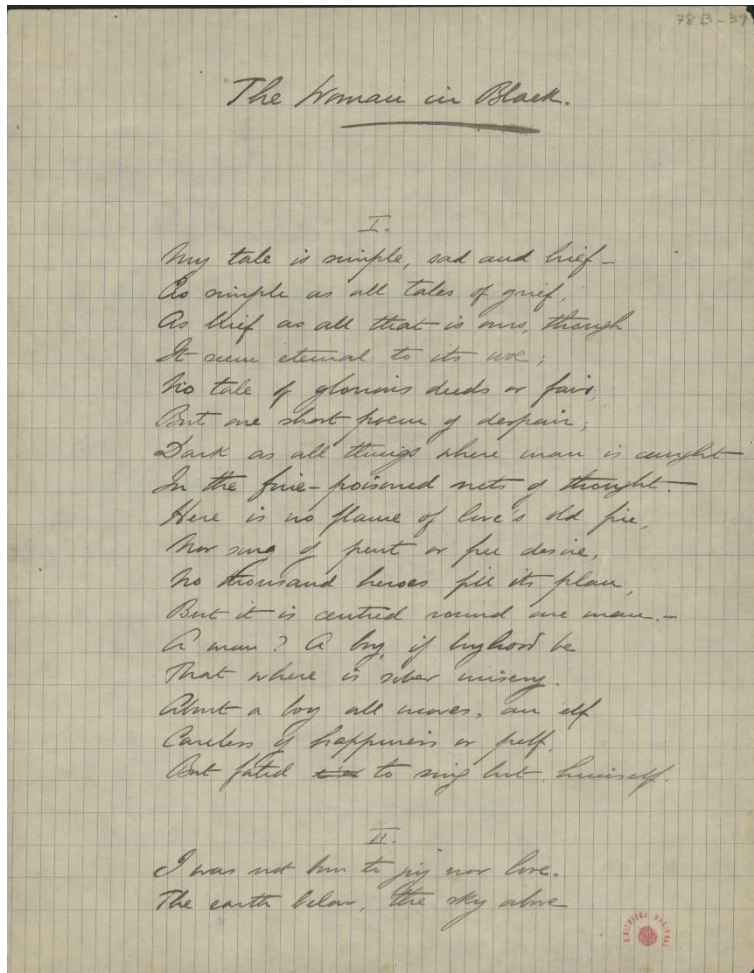 78B-39
The Woman in Black.
I.
My tale is simple, sad and brief –
As simple as all tales of grief,
As brief as all that is ours, though
It seem eternal to its woe;
No tale of glorious deeds or fair,
But one short poem of despair;
Dark as all things where man is caught
In the fine-poisoned nets of thought. –
Here is no flame of love's old fire,
Nor song of pent or free desire,
No thousand heroes fill its plan,
But it is centred round one man. –
A man? A boy, if boyhood be
That where is sober misery.
About a boy all moves, an elf
Careless of happiness or pelf,
But fated to sing but himself.
II.
I was not born to joy nor love.
The earth below, the sky above
BIBLIOTECA NACIONAL